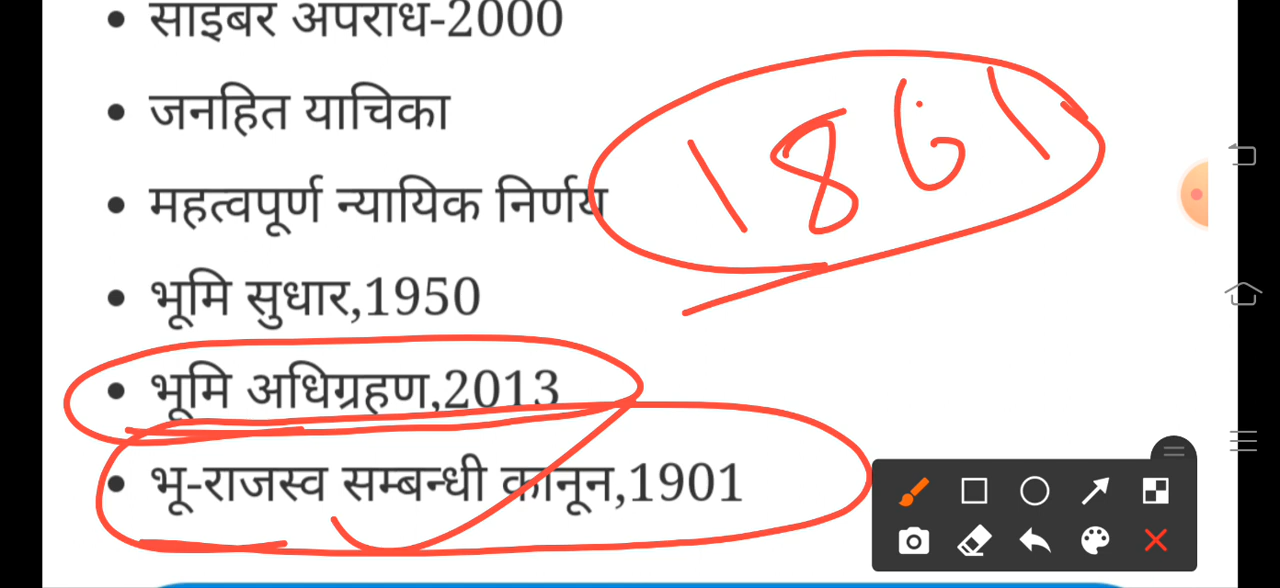 साइबर अपराध-2000
जनहित याचिका
1861
महत्वपूर्ण न्यायिक निर्णय
भूमि सुधार,1950
भूमि अधिग्रहण,2013
भू-राजस्व सम्बन्धी कानून,1901